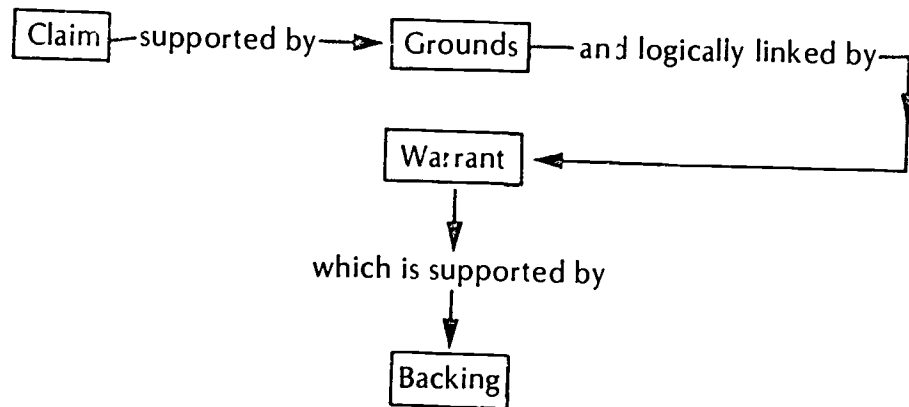 Claim supported by Grounds and logically linked by
Warrant
which is supported by
Backing